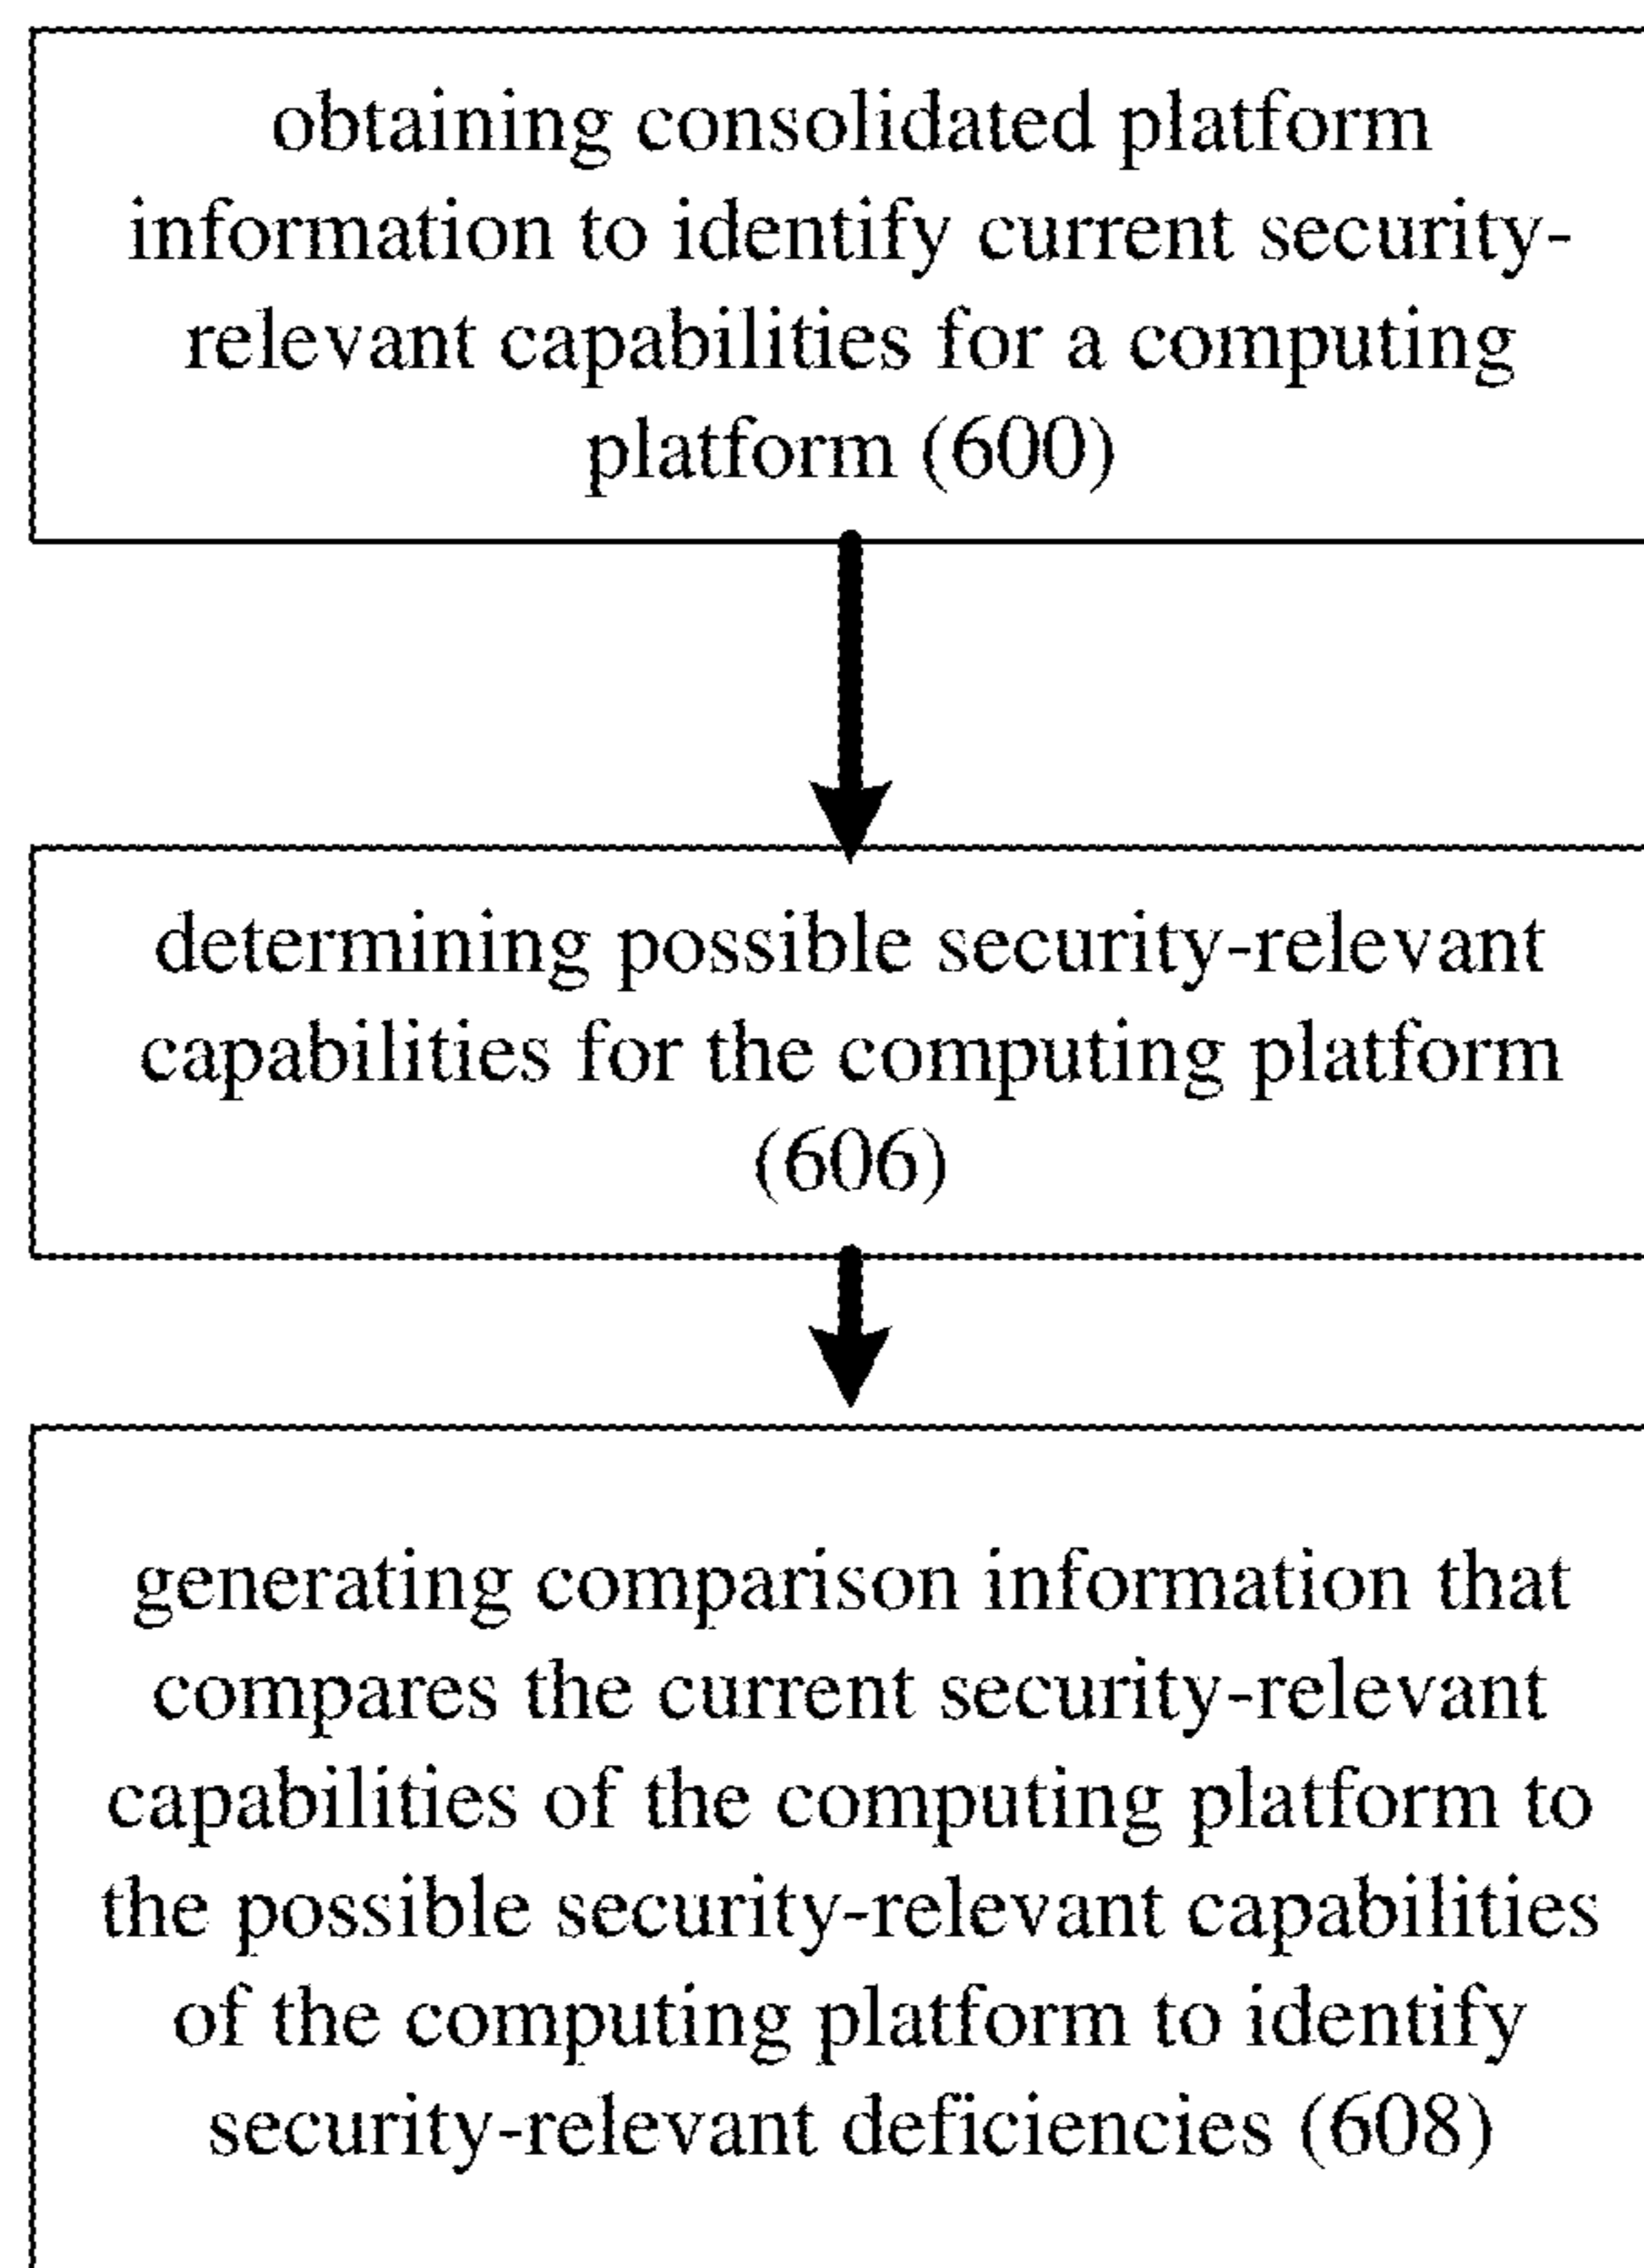 obtaining consolidated platform
information to identify current security-
relevant capabilities for a computing
platform (600)
determining possible security-relevant
capabilities for the computing platform
(606)
generating comparison information that
compares the current security-relevant
capabilities of the computing platform to
the possible security-relevant capabilities
of the computing platform to identify
security-relevant deficiencies (608)